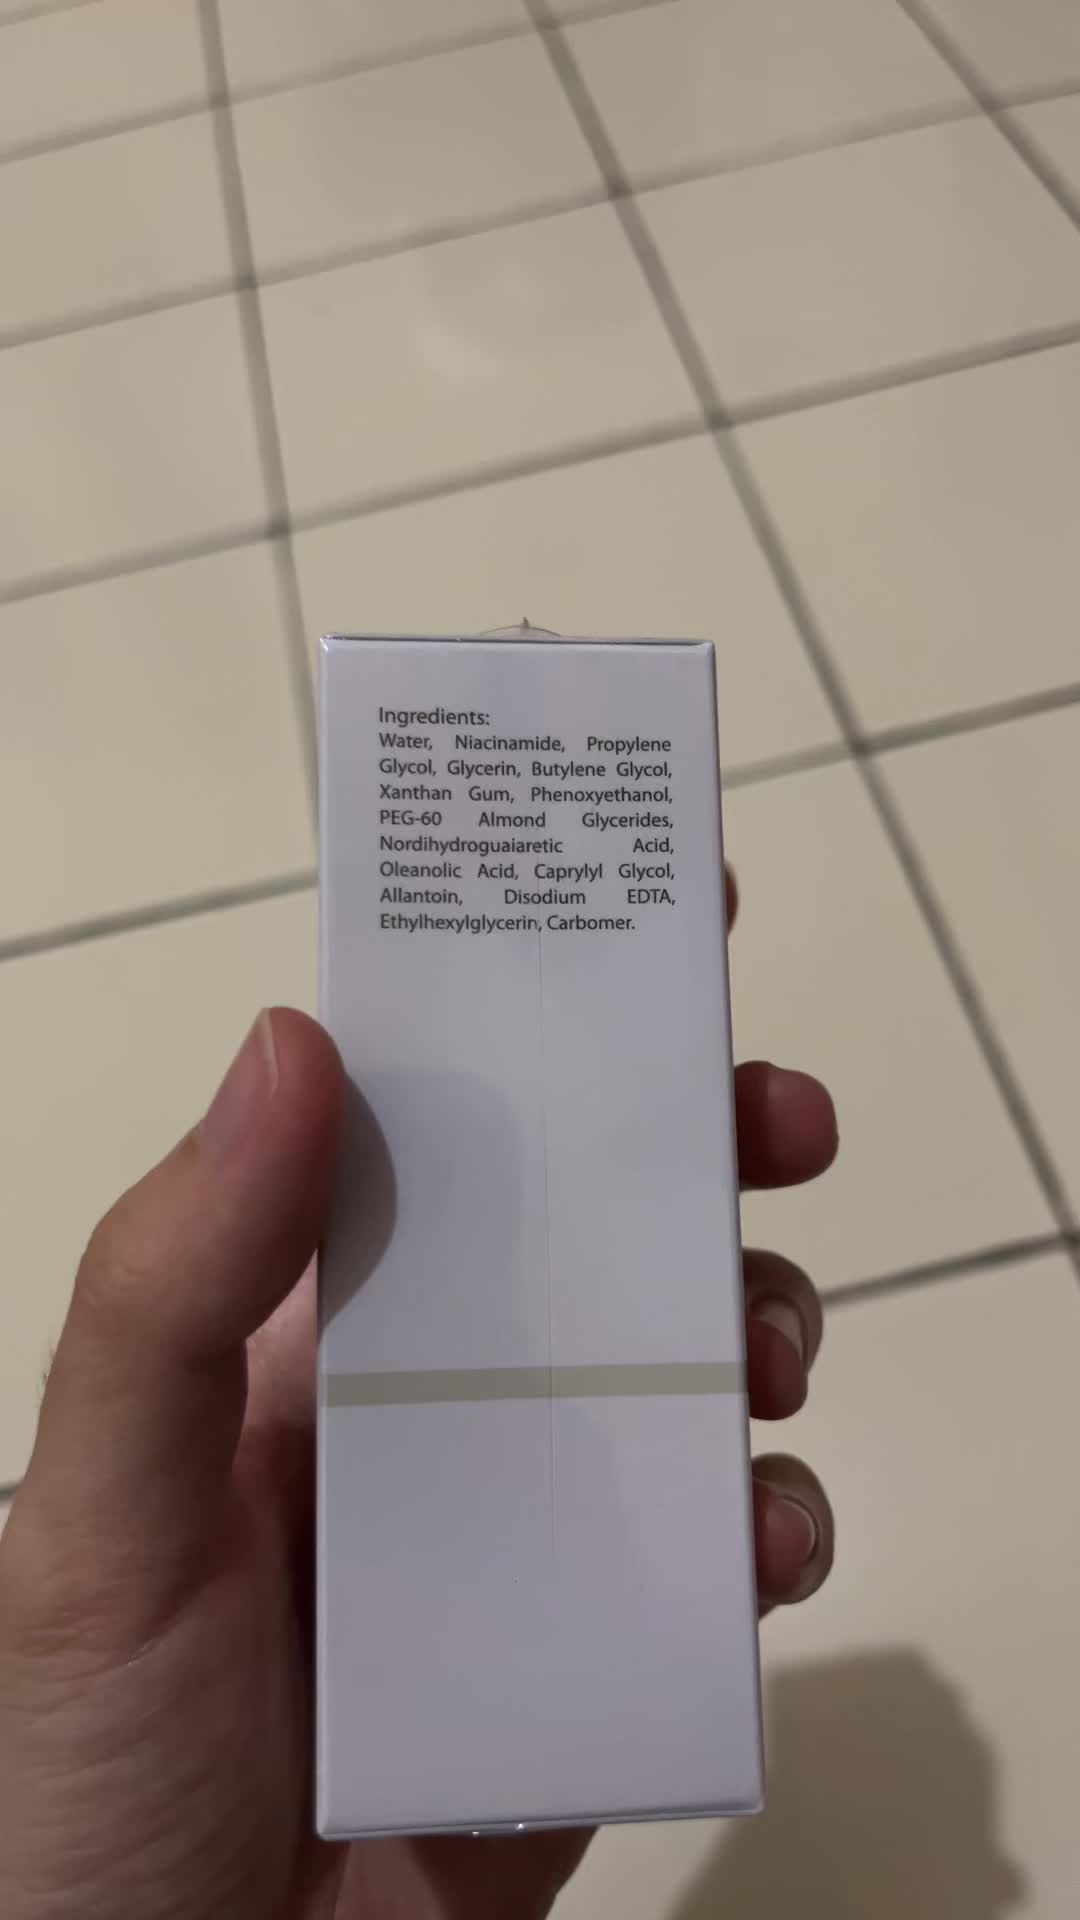 Ingredients:
Water, Niacinamide, Propylene
Glycol, Glycerin, Butylene Glycol,
Xanthan Gum, Phenoxyethanol,
PEG-60 Almond Glycerides,
Nordihydroguaiaretic Acid,
Oleanolic Acid, Caprylyl Glycol,
Allantoin, Disodium EDTA,
Ethylhexylglycerin, Carbomer.